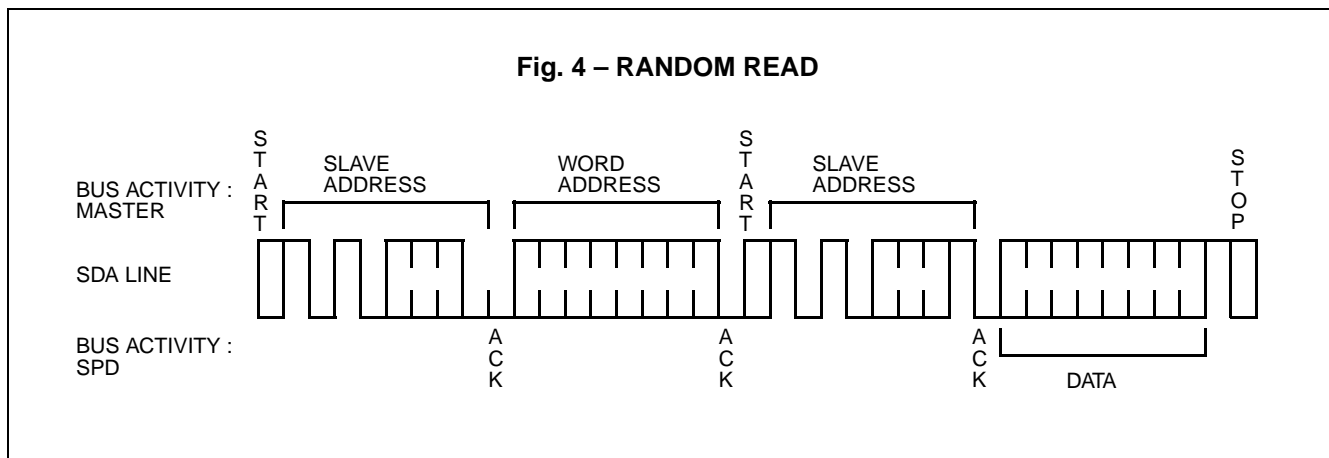 Fig. 4 – RANDOM READ
START
SLAVE
ADDRESS
WORD
ADDRESS
START
SLAVE
ADDRESS
STOP
BUS ACTIVITY :
MASTER
SDA LINE
BUS ACTIVITY :
SPD
ACK
ACK
ACK
DATA